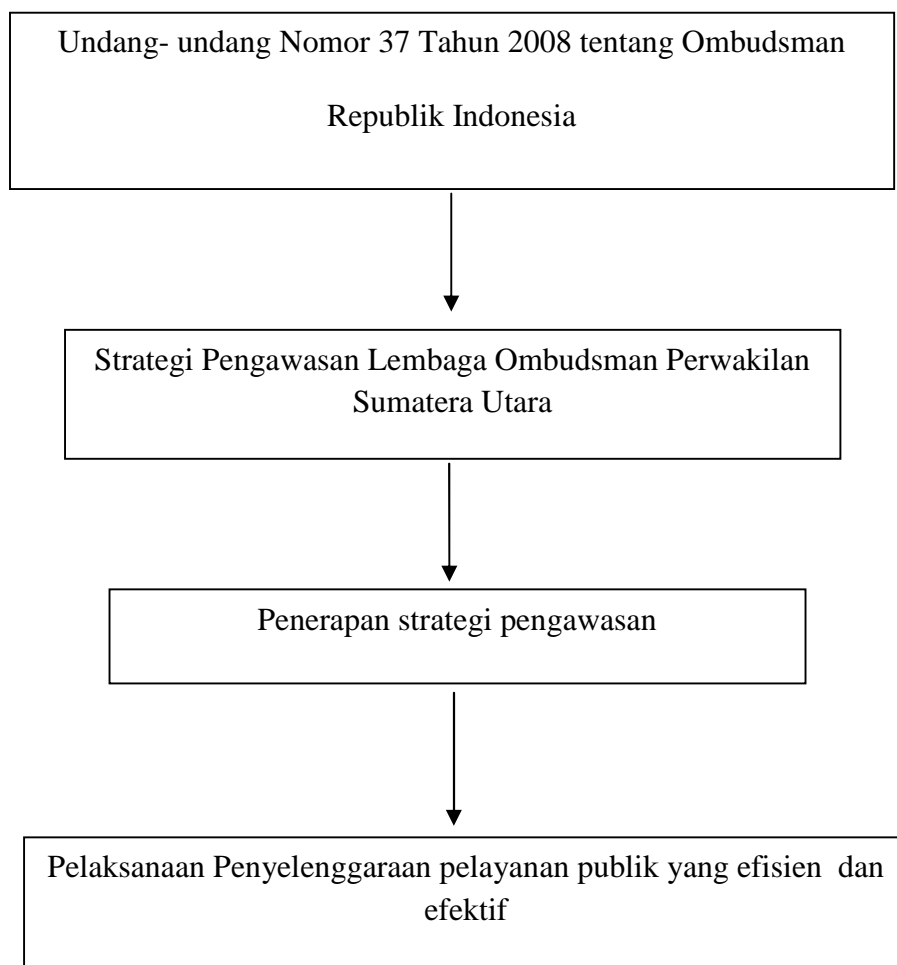 Undang- undang Nomor 37 Tahun 2008 tentang Ombudsman
Republik Indonesia
Strategi Pengawasan Lembaga Ombudsman Perwakilan
Sumatera Utara
Penerapan strategi pengawasan
Pelaksanaan Penyelenggaraan pelayanan publik yang efisien dan
efektif